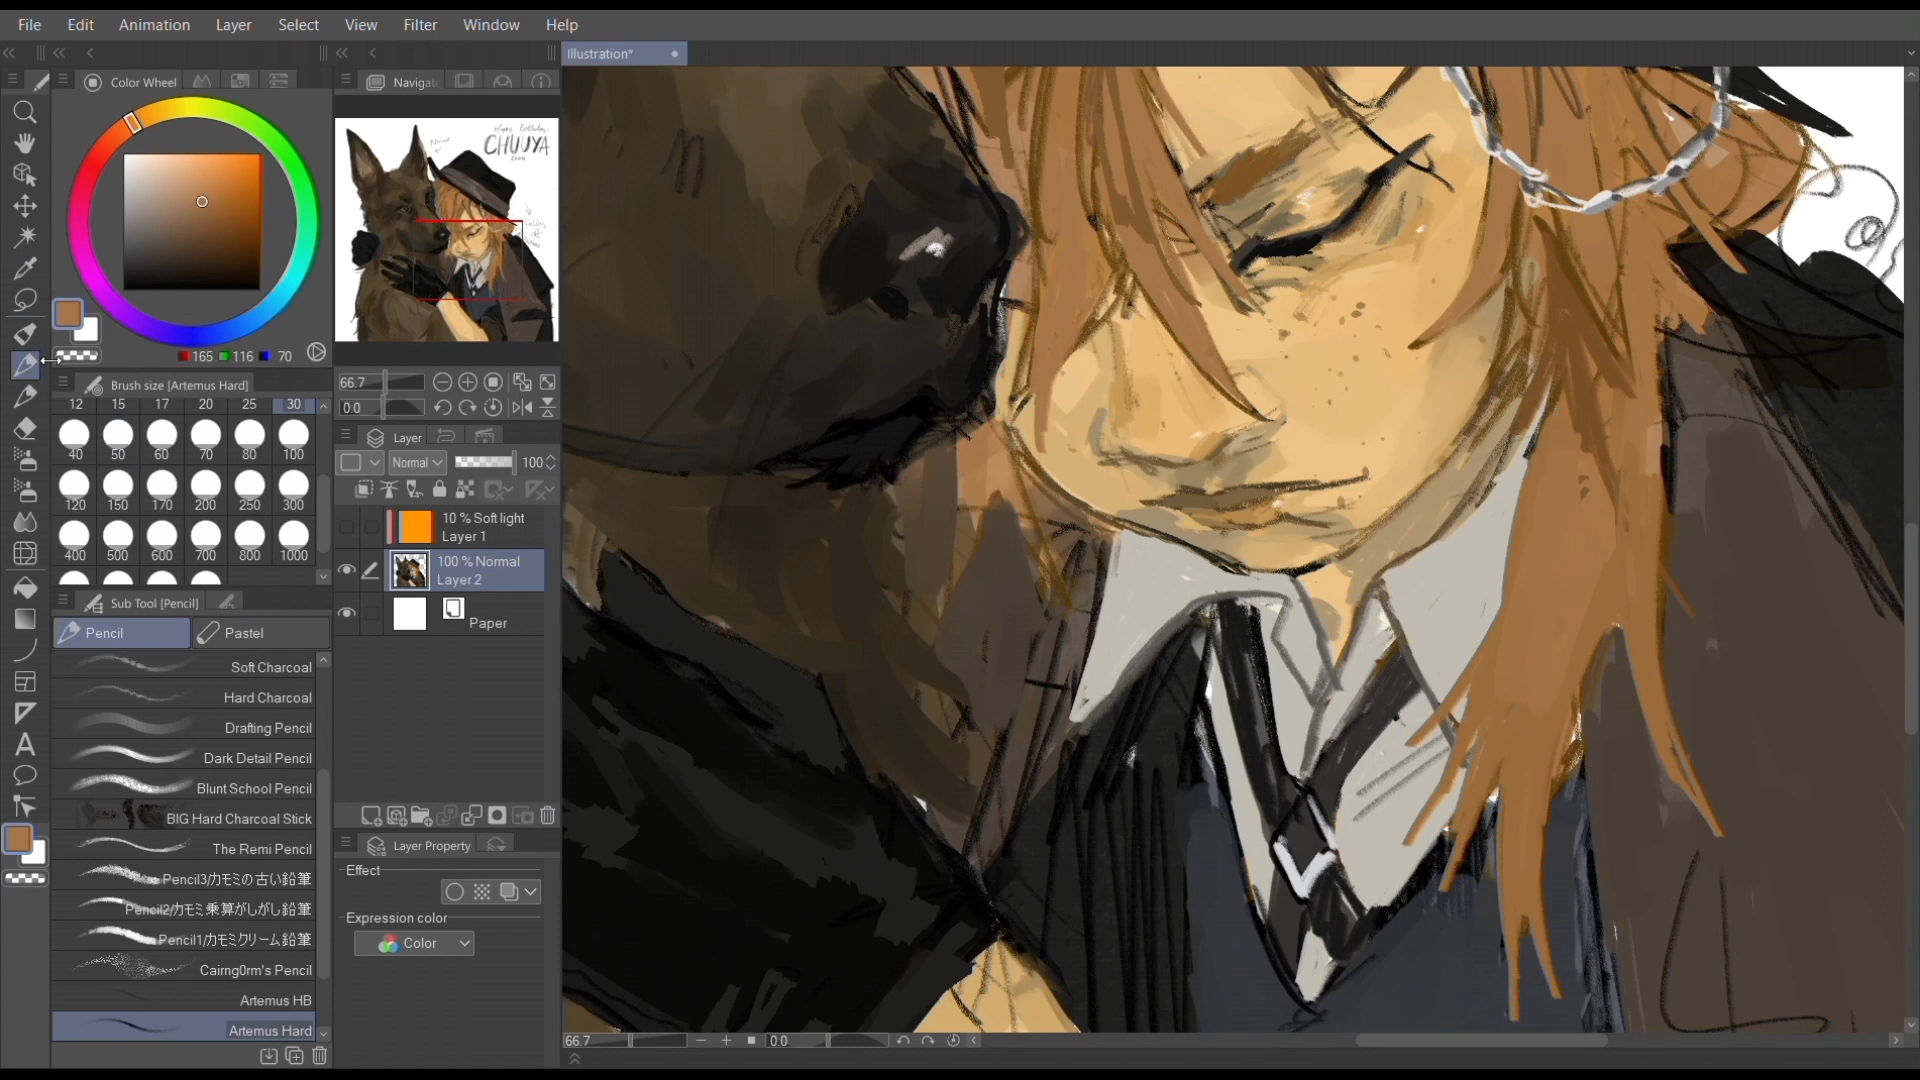 File Edit Animation Layer Select View Filter Window Help
Illustration*
Color Wheel
Navigat
Happy Birthday
CHUUYA
165 116 70
66.7
0.0
Brush size [Artemus Hard]
12 15 17 20 25 30
40 50 60 70 80 100
120 150 170 200 250 300
400 500 600 700 800 1000
Layer
Normal 100
10 % Soft light
Layer 1
100 % Normal
Layer 2
Paper
Sub Tool [Pencil]
Pencil Pastel
Soft Charcoal
Hard Charcoal
Drafting Pencil
Dark Detail Pencil
Blunt School Pencil
BIG Hard Charcoal Stick
The Remi Pencil
Pencil3/カモミの古い鉛筆
Pencil2/カモミ乗算がしがし鉛筆
Pencil1/カモミクリーム鉛筆
Cairng0rm's Pencil
Artemus HB
Artemus Hard
Layer Property
Effect
Expression color
Color
66.7 0.0